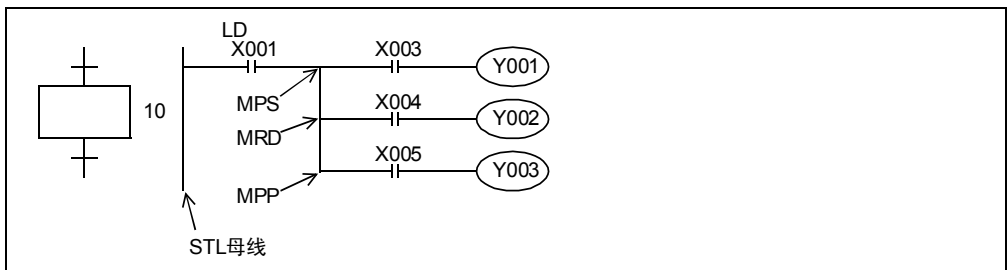 LD
X001 X003 Y001
MPS X004
10 MRD Y002
X005
MPP Y003
STL母线